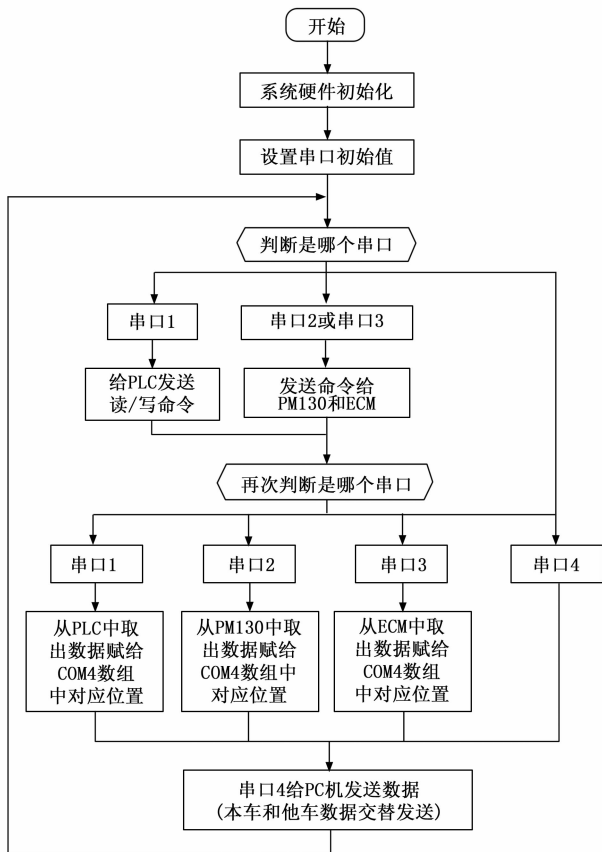 开始
系统硬件初始化
设置串口初始值
判断是哪个串口
串口1
串口2或串口3
给PLC发送
读/写命令
发送命令给
PM130和ECM
再次判断是哪个串口
串口1
串口2
串口3
串口4
从PLC中取
出数据赋给
COM4数组
中对应位置
从PM130中取
出数据赋给
COM4数组中
对应位置
从ECM中取
出数据赋给
COM4数组
中对应位置
串口4给PC机发送数据
(本车和他车数据交替发送)